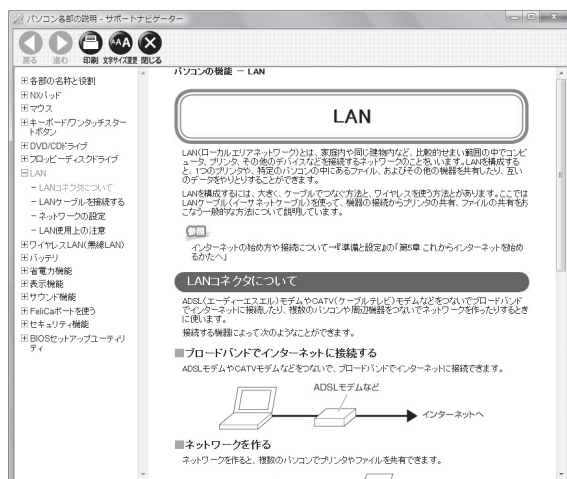 パソコン各部の説明 - サポートナビゲーター
戻る 進む 印刷 文字サイズ変更 閉じる
各部の名称と役割
NXパッド
マウス
キーボード/ワンタッチスター
トボタン
DVD/CDドライブ
フロッピーディスクドライブ
LAN
- LANコネクタについて
- LANケーブルを接続する
- ネットワークの設定
- LAN使用上の注意
ワイヤレスLAN(無線LAN)
バッテリ
省電力機能
表示機能
サウンド機能
FeliCaポートを使う
セキュリティ機能
BIOSセットアップユーティリ
ティ
パソコンの機能 － LAN
LAN
LAN(ローカルエリアネットワーク)とは、家庭内や同じ建物内など、比較的せまい範囲の中でコンピ
ュータ、プリンタ、その他のデバイスなどを接続するネットワークのことをいいます。LANを構成する
と、1つのプリンタや、特定のパソコンの中にあるファイル、およびその他の機器を共有したり、互い
のデータをやりとりすることができます。
LANを構成するには、大きく、ケーブルでつなぐ方法と、ワイヤレスを使う方法とがあります。ここでは
LANケーブル(イーサネットケーブル)を使って、機器の接続からプリンタの共有、ファイルの共有をお
こなう一般的な方法について説明しています。
参照
インターネットの始め方や接続について→『準備と設定』の「第5章 これからインターネットを始め
るかたへ」
LANコネクタについて
ADSL(エーディーエスエル)モデムやCATV(ケーブルテレビ)モデムなどをつないでブロードバンド
でインターネットに接続したり、複数のパソコンや周辺機器をつないでネットワークを作ったりするとき
に使います。
接続する機器によって次のようなことができます。
■ブロードバンドでインターネットに接続する
ADSLモデムやCATVモデムなどをつないで、ブロードバンドでインターネットに接続できます。
ADSLモデムなど
インターネットへ
■ネットワークを作る
ネットワークを作ると、複数のパソコンでプリンタやファイルを共有できます。